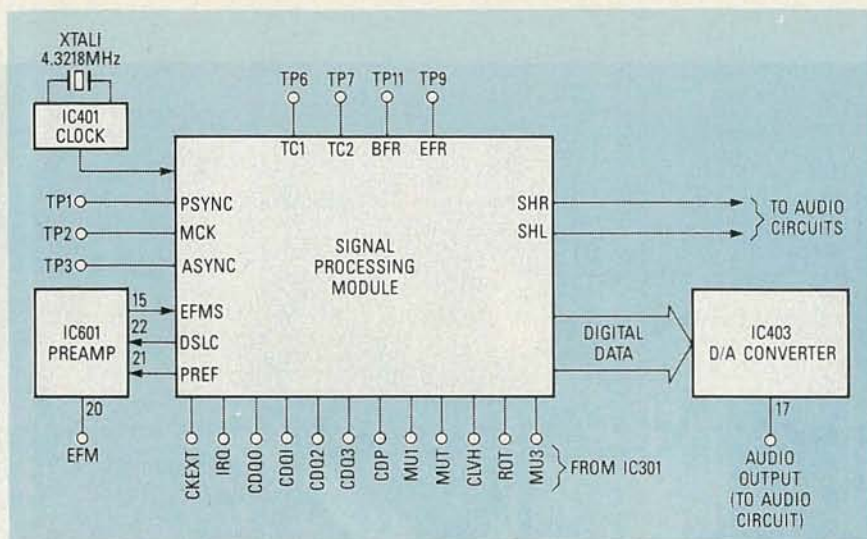 XTALI
4.3218MHz
IC401
CLOCK
TP6 TP7 TP11 TP9
TC1 TC2 BFR EFR
TP1 PSYNC
TP2 MCK
TP3 ASYNC
SIGNAL
PROCESSING
MODULE
SHR
SHL
TO AUDIO
CIRCUITS
IC601
PREAMP
15 EFMS
22 DSLC
21 PREF
20
EFM
DIGITAL
DATA
IC403
D/A CONVERTER
17
AUDIO
OUTPUT
(TO AUDIO
CIRCUIT)
CKEXT
IRQ
CDQ0
CDQ1
CDQ2
CDQ3
CDP
MU1
MUT
CLVH
ROT
MU3
FROM IC301